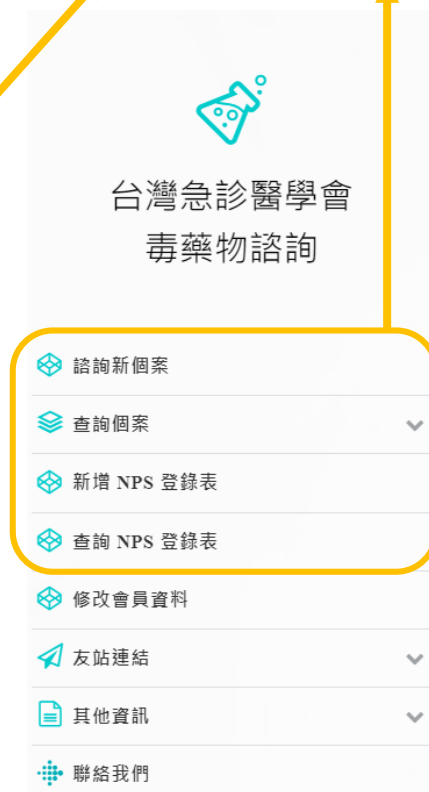 台灣急診醫學會
毒藥物諮詢
諮詢新個案
查詢個案
新增 NPS 登錄表
查詢 NPS 登錄表
修改會員資料
友站連結
其他資訊
聯絡我們